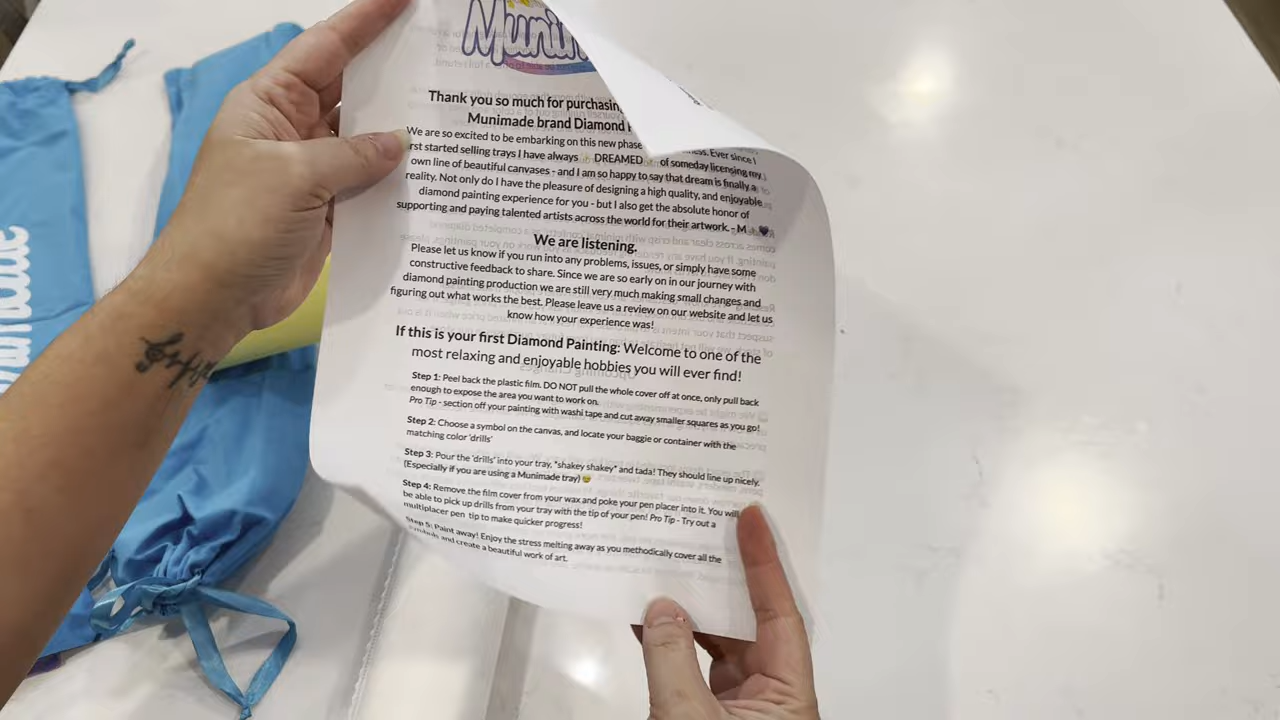 Munim
Thank you so much for purchasin
Munimade brand Diamond
We are so excited to be embarking on this new phase ess. Ever since I
rst started selling trays I have always DREAMED of someday licensing my
own line of beautiful canvases - and I am so happy to say that dream is finally a
reality. Not only do I have the pleasure of designing a high quality, and enjoyable
diamond painting experience for you - but I also get the absolute honor of
supporting and paying talented artists across the world for their artwork. - M 💜
We are listening.
Please let us know if you run into any problems, issues, or simply have some
constructive feedback to share. Since we are so early on in our journey with
diamond painting production we are still very much making small changes and
figuring out what works the best. Please leave us a review on our website and let us
know how your experience was!
If this is your first Diamond Painting: Welcome to one of the
most relaxing and enjoyable hobbies you will ever find!
Step 1: Peel back the plastic film. DO NOT pull the whole cover off at once, only pull back
enough to expose the area you want to work on.
Pro Tip - section off your painting with washi tape and cut away smaller squares as you go!
Step 2: Choose a symbol on the canvas, and locate your baggie or container with the
matching color 'drills'
Step 3: Pour the 'drills' into your tray, *shakey shakey* and tada! They should line up nicely.
(Especially if you are using a Munimade tray) 😎
Step 4: Remove the film cover from your wax and poke your pen placer into it. You will
be able to pick up drills from your tray with the tip of your pen! Pro Tip - Try out a
multiplacer pen tip to make quicker progress!
Step 5: Paint away! Enjoy the stress melting away as you methodically cover all the
symbols and create a beautiful work of art.